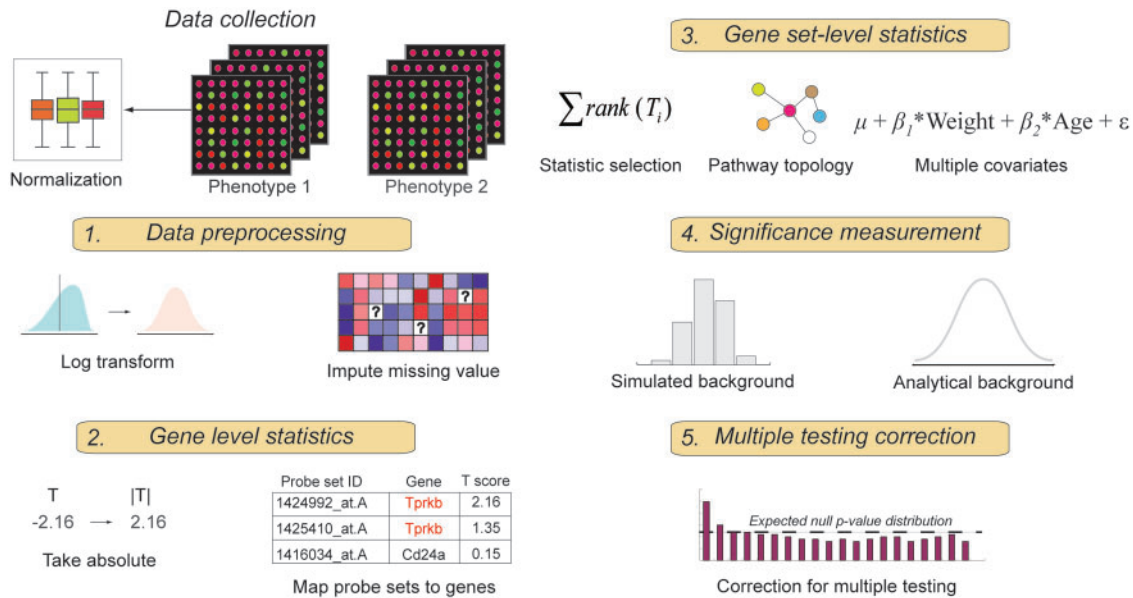 Data collection
Normalization
Phenotype 1
Phenotype 2
1. Data preprocessing
Log transform
?
?
?
Impute missing value
2. Gene level statistics
T
|T|
-2.16
2.16
Take absolute
Probe set ID Gene T score
1424992_at.A Tprkb 2.16
1425410_at.A Tprkb 1.35
1416034_at.A Cd24a 0.15
Map probe sets to genes
3. Gene set-level statistics
∑ rank (Tᵢ)
Statistic selection
Pathway topology
μ + β₁*Weight + β₂*Age + ε
Multiple covariates
4. Significance measurement
Simulated background
Analytical background
5. Multiple testing correction
Expected null p-value distribution
Correction for multiple testing